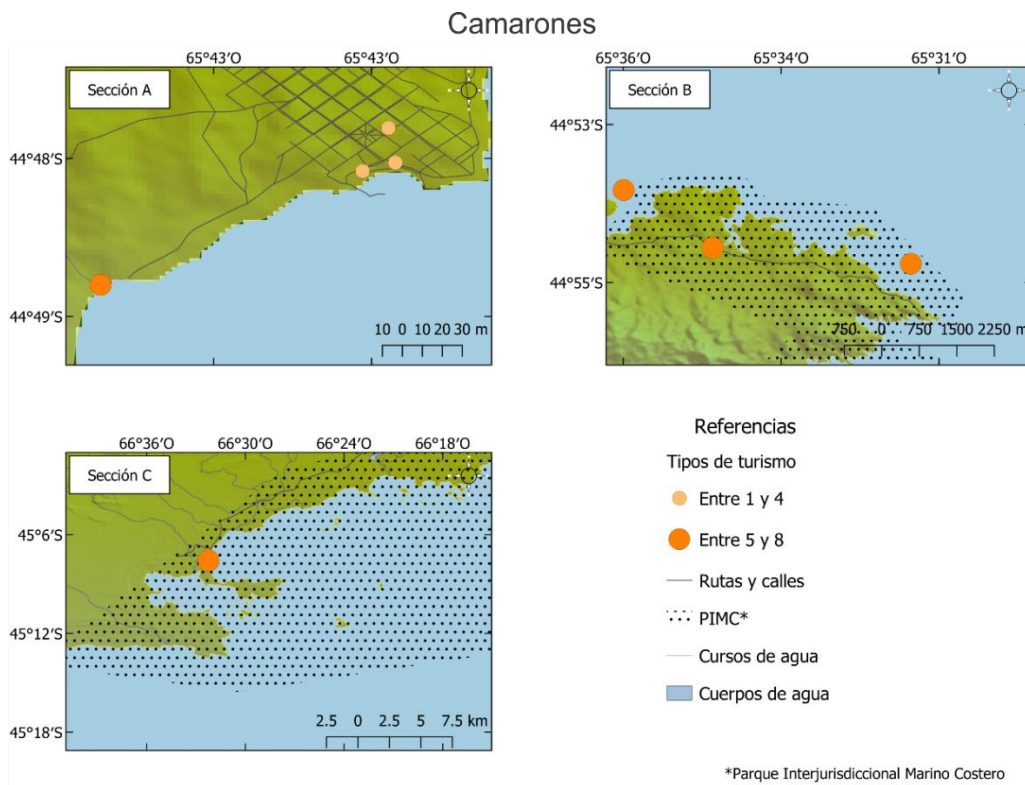 Camarones
65°43'O 65°43'O
Sección A
44°48'S
44°49'S
10 0 10 20 30 m
65°36'O 65°34'O 65°31'O
Sección B
44°53'S
44°55'S
750 0 750 1500 2250 m
66°36'O 66°30'O 66°24'O 66°18'O
Sección C
45°6'S
45°12'S
45°18'S
2.5 0 2.5 5 7.5 km
Referencias
Tipos de turismo
Entre 1 y 4
Entre 5 y 8
Rutas y calles
PIMC*
Cursos de agua
Cuerpos de agua
*Parque Interjurisdiccional Marino Costero